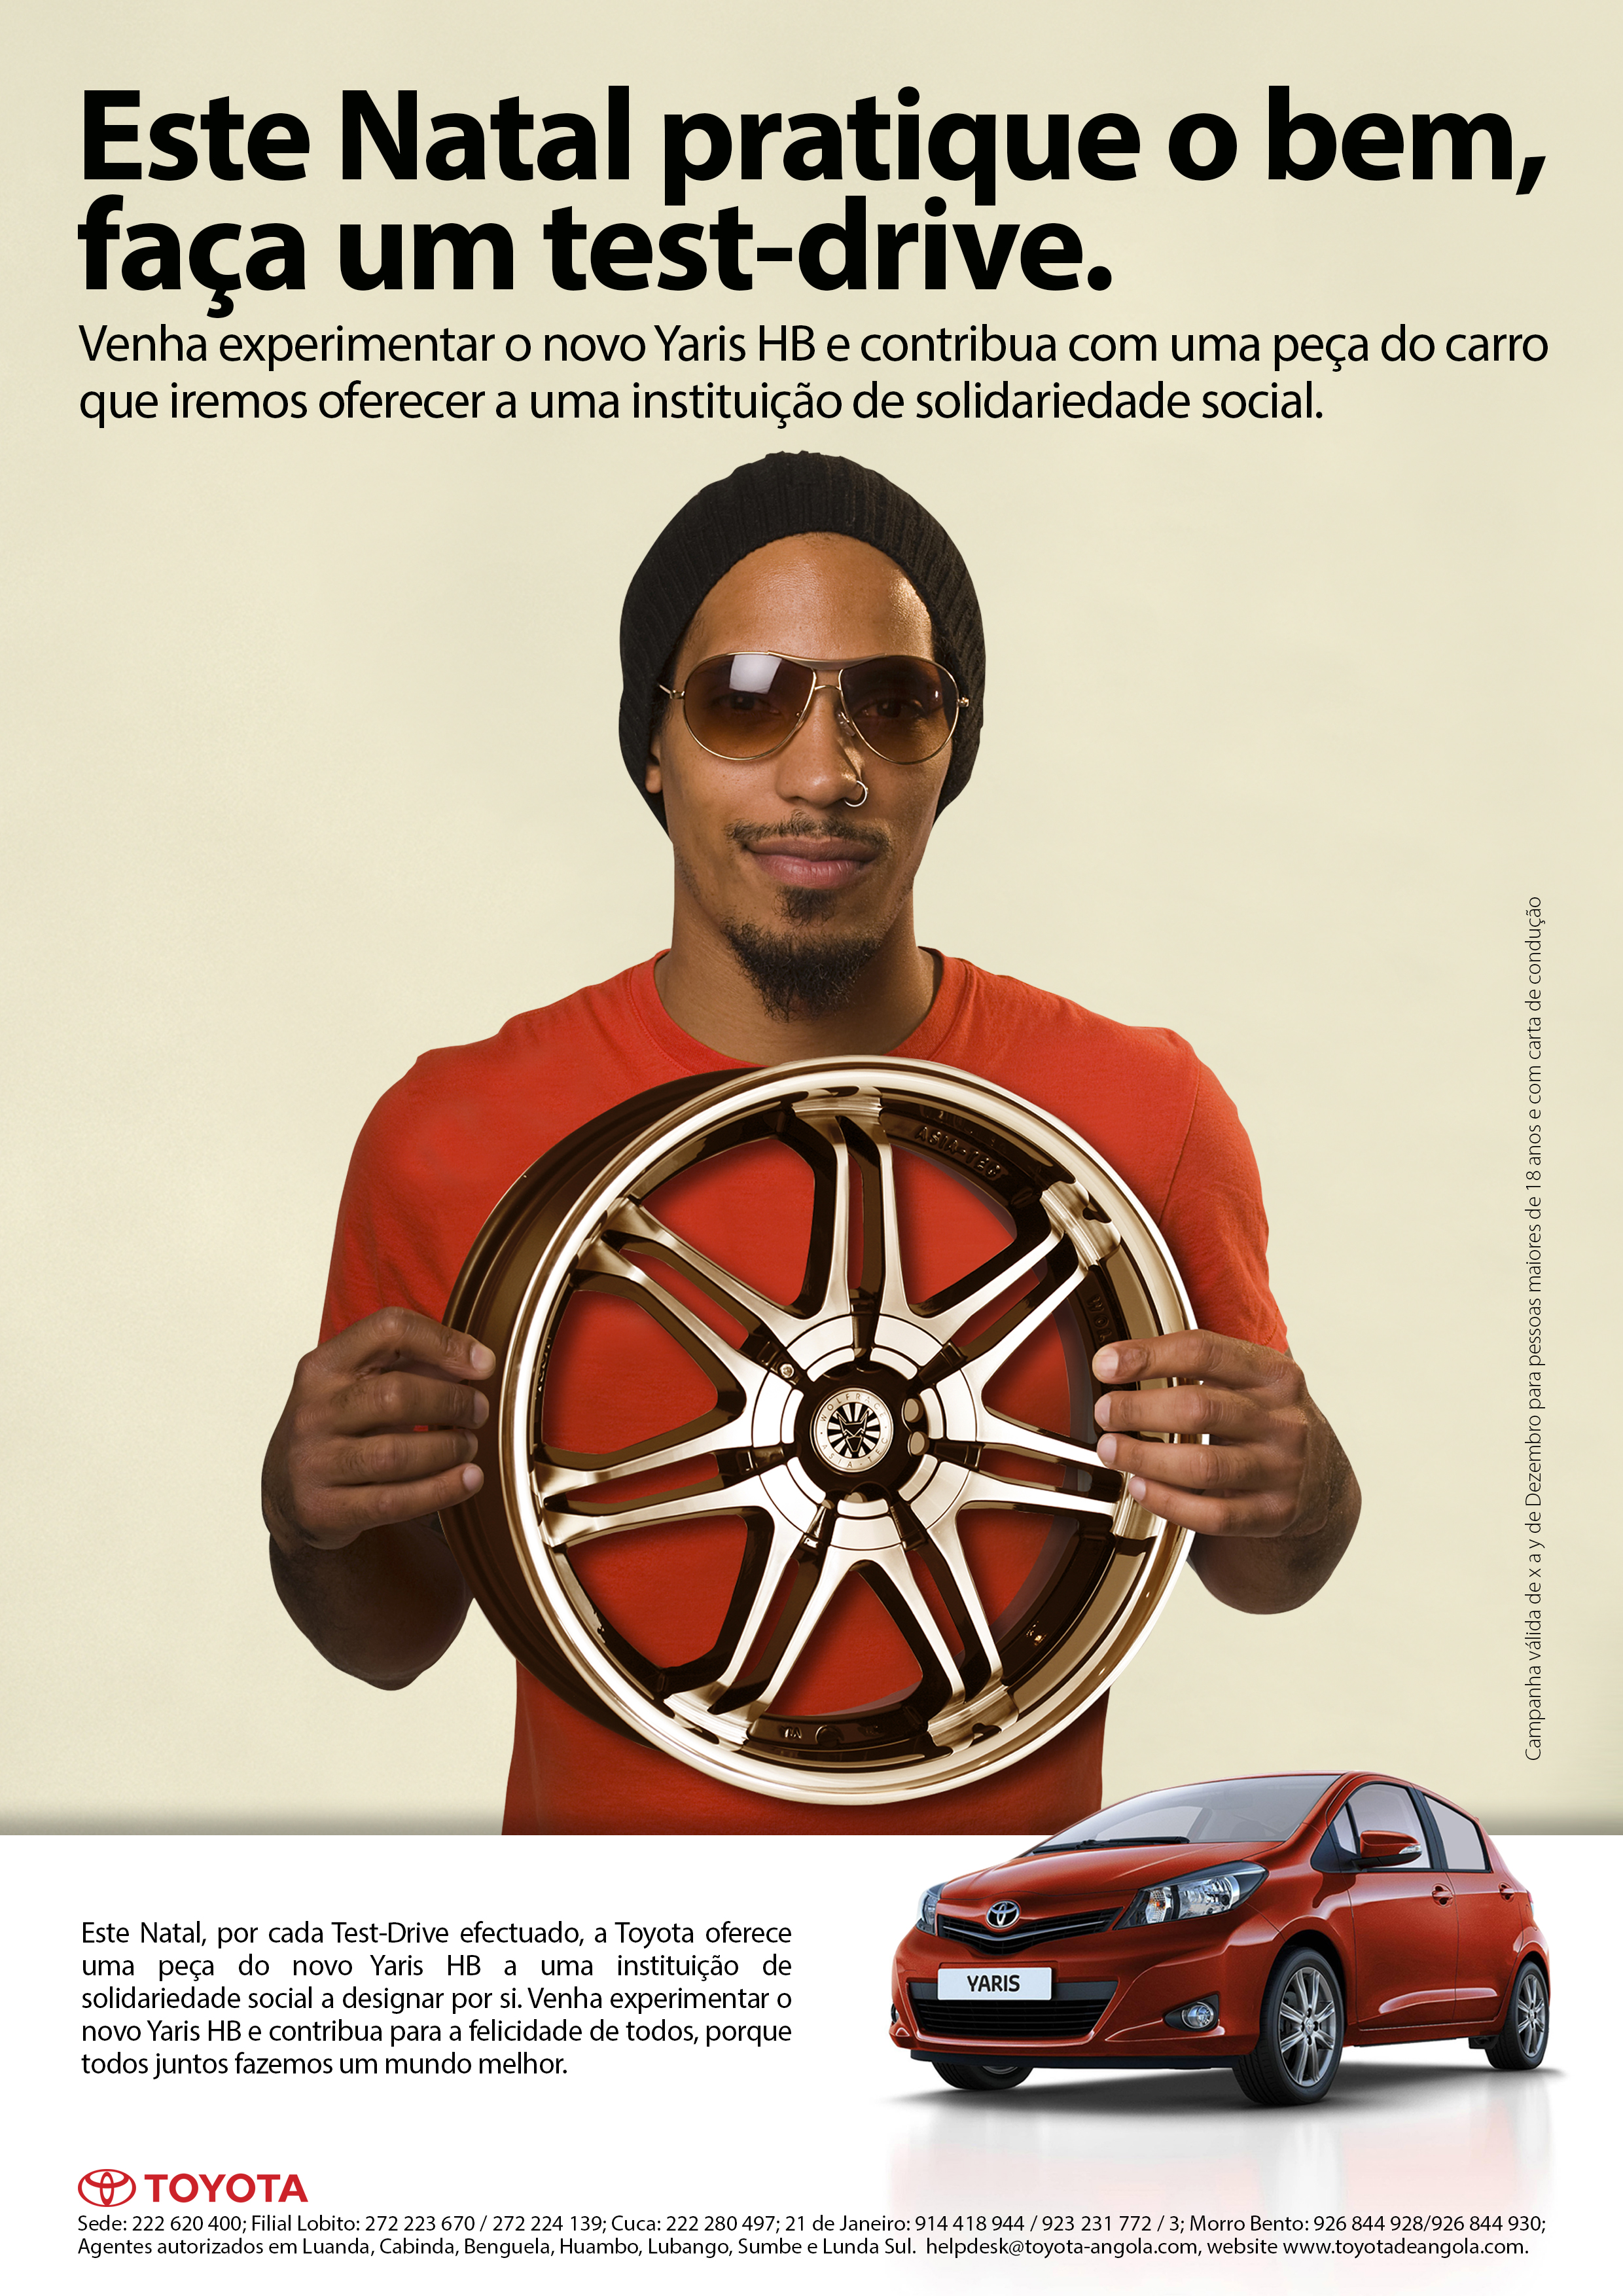 Este Natal pratique o bem,
faça um test-drive.
Venha experimentar o novo Yaris HB e contribua com uma peça do carro
que iremos oferecer a uma instituição de solidariedade social.
Campanha válida de x a y de Dezembro para pessoas maiores de 18 anos e com carta de condução
ASIA-TEC
WOLFRACE
ASIA-TEC
YARIS
Este Natal, por cada Test-Drive efectuado, a Toyota oferece
uma peça do novo Yaris HB a uma instituição de
solidariedade social a designar por si. Venha experimentar o
novo Yaris HB e contribua para a felicidade de todos, porque
todos juntos fazemos um mundo melhor.
TOYOTA
Sede: 222 620 400; Filial Lobito: 272 223 670 / 272 224 139; Cuca: 222 280 497; 21 de Janeiro: 914 418 944 / 923 231 772 / 3; Morro Bento: 926 844 928/926 844 930;
Agentes autorizados em Luanda, Cabinda, Benguela, Huambo, Lubango, Sumbe e Lunda Sul. helpdesk@toyota-angola.com, website www.toyotadeangola.com.